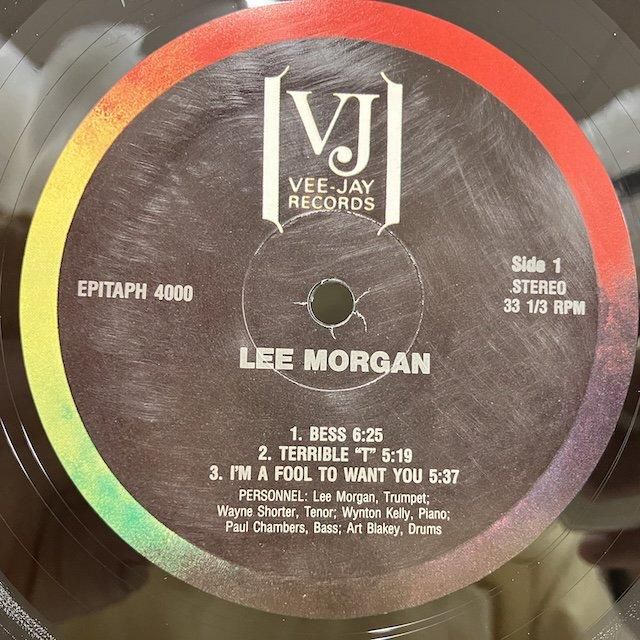 VJ
VEE-JAY
RECORDS
EPITAPH 4000
Side 1
STEREO
33 1/3 RPM
LEE MORGAN
1. BESS 6:25
2. TERRIBLE "T" 5:19
3. I'M A FOOL TO WANT YOU 5:37
PERSONNEL: Lee Morgan, Trumpet;
Wayne Shorter, Tenor; Wynton Kelly, Piano;
Paul Chambers, Bass; Art Blakey, Drums